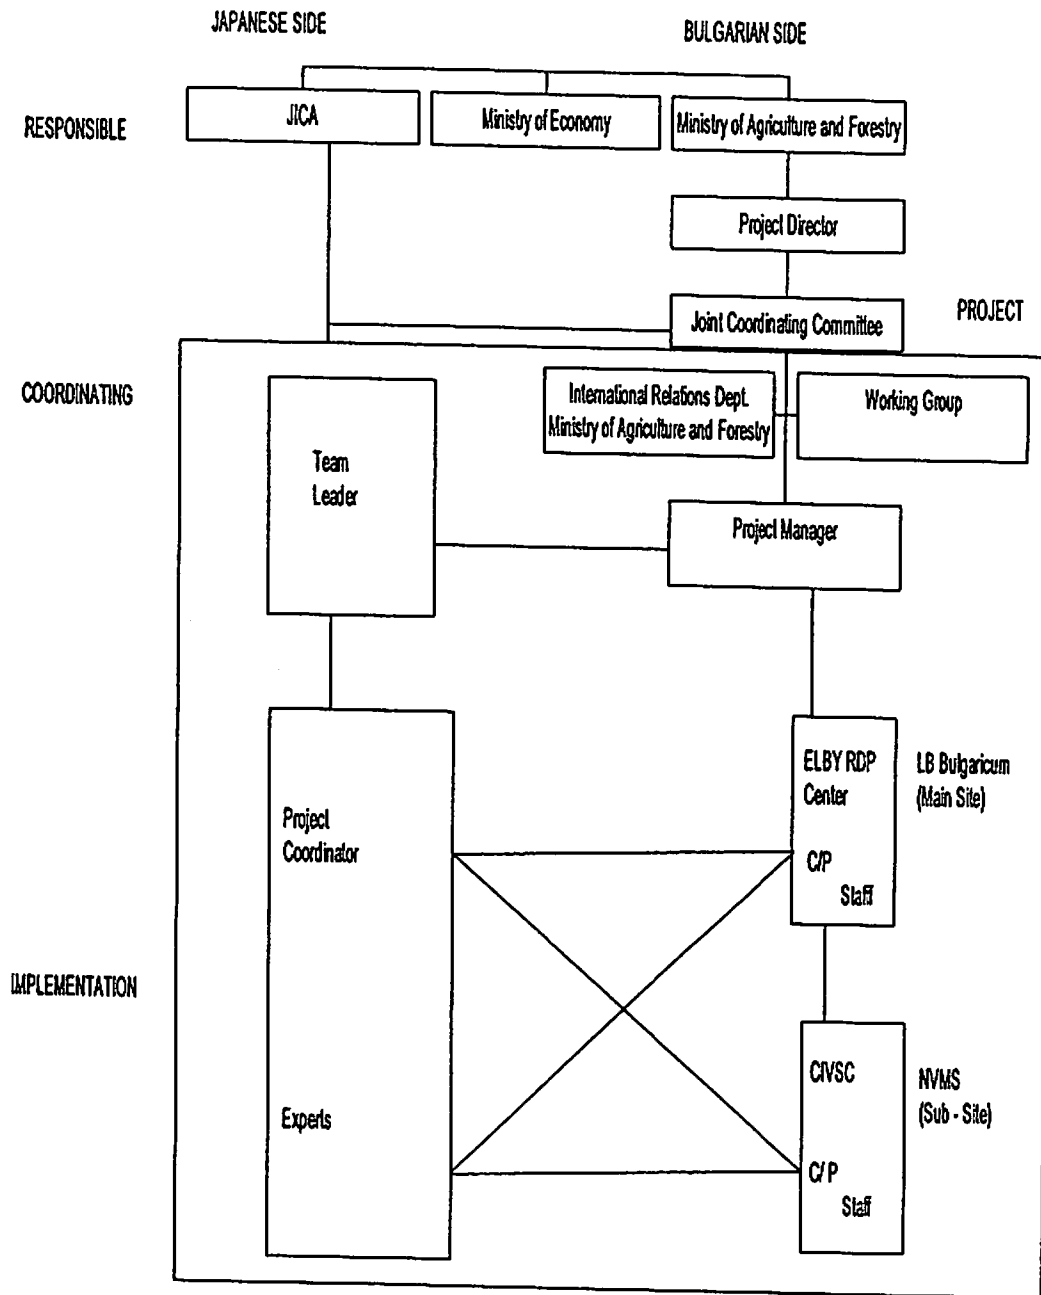 JAPANESE SIDE
BULGARIAN SIDE
RESPONSIBLE
JICA
Ministry of Economy
Ministry of Agriculture and Forestry
Project Director
Joint Coordinating Committee
PROJECT
COORDINATING
International Relations Dept.
Ministry of Agriculture and Forestry
Working Group
Team
Leader
Project Manager
Project
Coordinator
ELBY RDP
Center
C/P
Staff
LB Bulgaricum
(Main Site)
IMPLEMENTATION
Experts
CIVSC
C/P
Staff
NVMS
(Sub - Site)